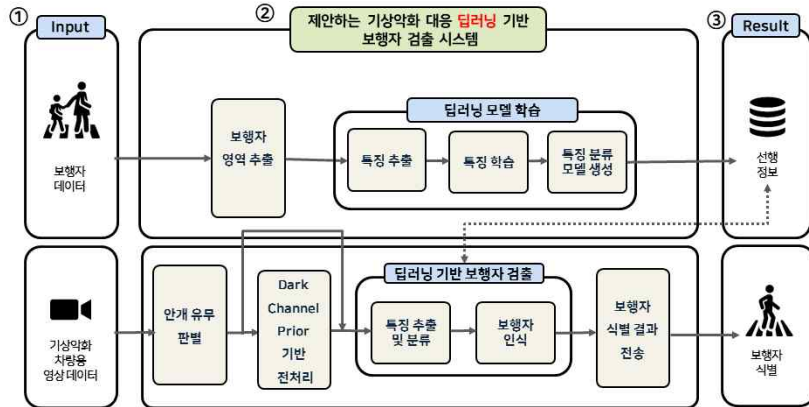 ①
Input
②
제안하는 기상악화 대응 딥러닝 기반
보행자 검출 시스템
③
Result
보행자
데이터
보행자
영역 추출
딥러닝 모델 학습
특징 추출
특징 학습
특징 분류
모델 생성
선행
정보
기상악화
차량용
영상 데이터
안개 유무
판별
Dark
Channel
Prior
기반
전처리
딥러닝 기반 보행자 검출
특징 추출
및 분류
보행자
인식
보행자
식별 결과
전송
보행자
식별